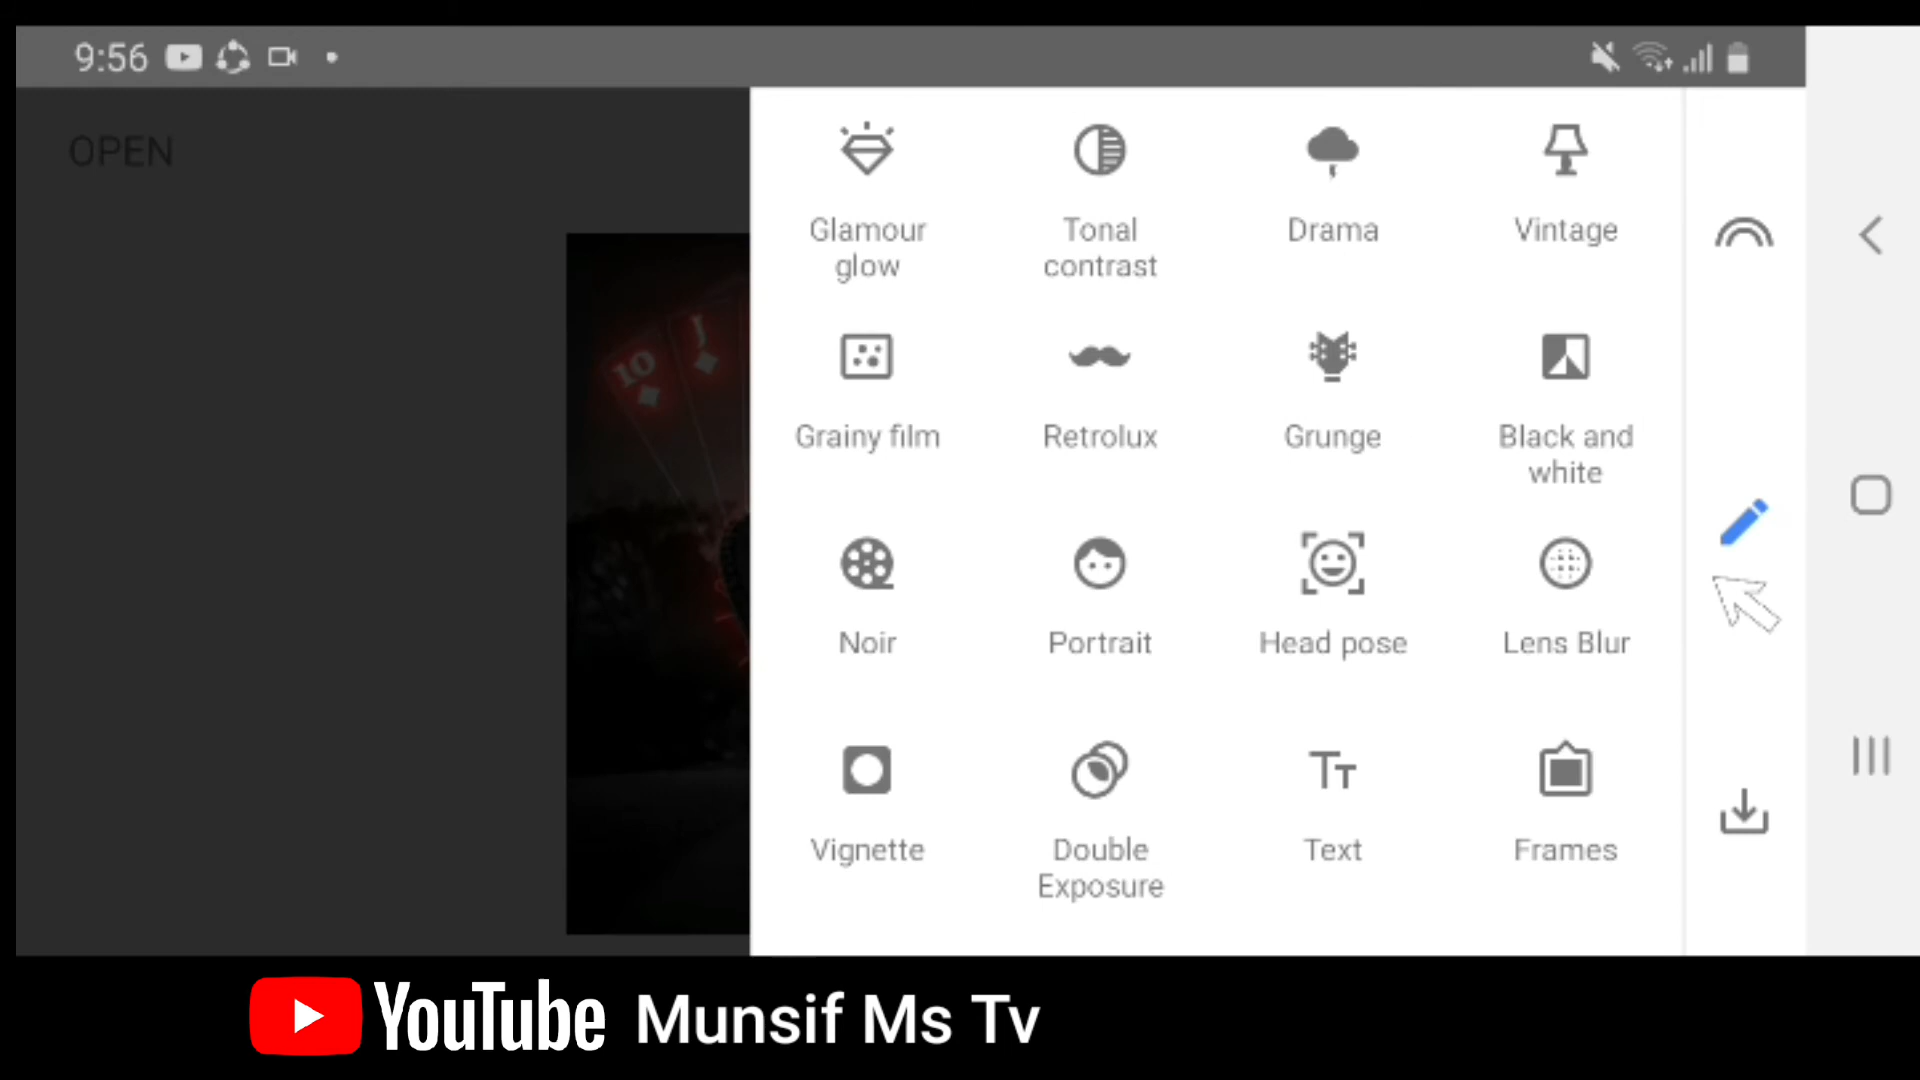 9:56
OPEN
Glamour
glow
Tonal
contrast
Drama
Vintage
10
J
Grainy film
Retrolux
Grunge
Black and
white
Noir
Portrait
Head pose
Lens Blur
Vignette
Double
Exposure
Text
Frames
YouTube Munsif Ms Tv